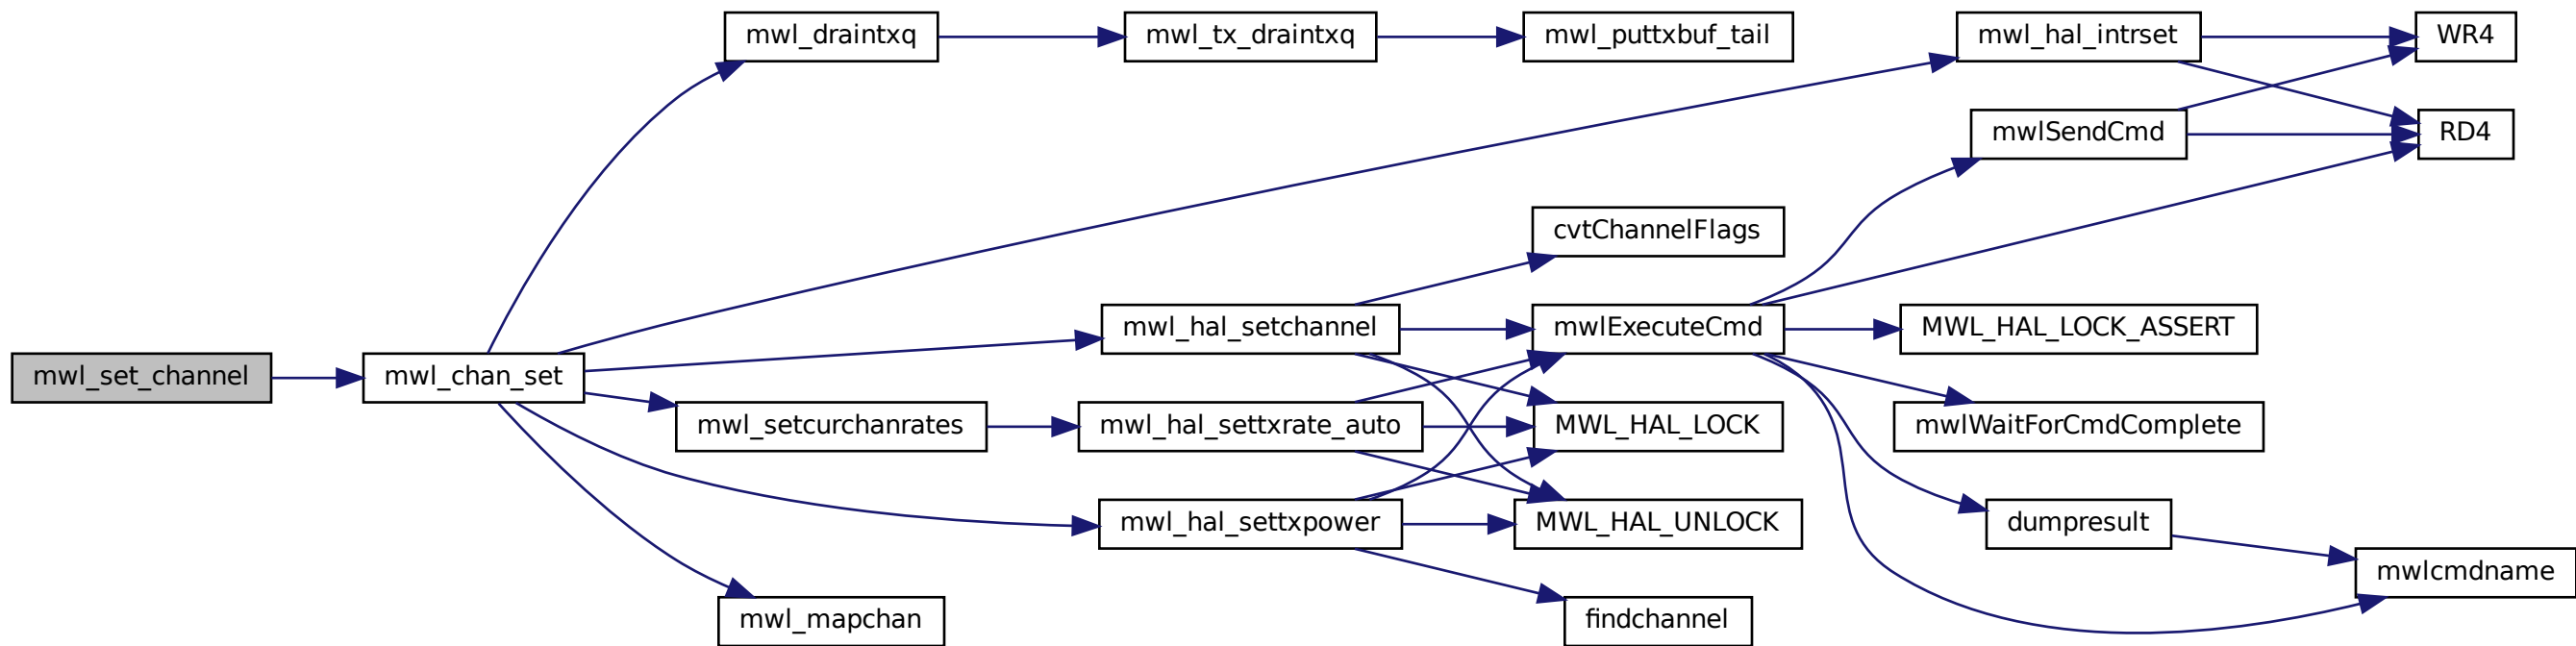 mwl_draintxq
mwl_tx_draintxq
mwl_puttxbuf_tail
mwl_hal_intrset
WR4
mwlSendCmd
RD4
cvtChannelFlags
mwl_hal_setchannel
mwlExecuteCmd
MWL_HAL_LOCK_ASSERT
mwl_set_channel
mwl_chan_set
mwl_setcurchanrates
mwl_hal_settxrate_auto
MWL_HAL_LOCK
mwlWaitForCmdComplete
mwl_hal_settxpower
MWL_HAL_UNLOCK
dumpresult
mwlcmdname
mwl_mapchan
findchannel